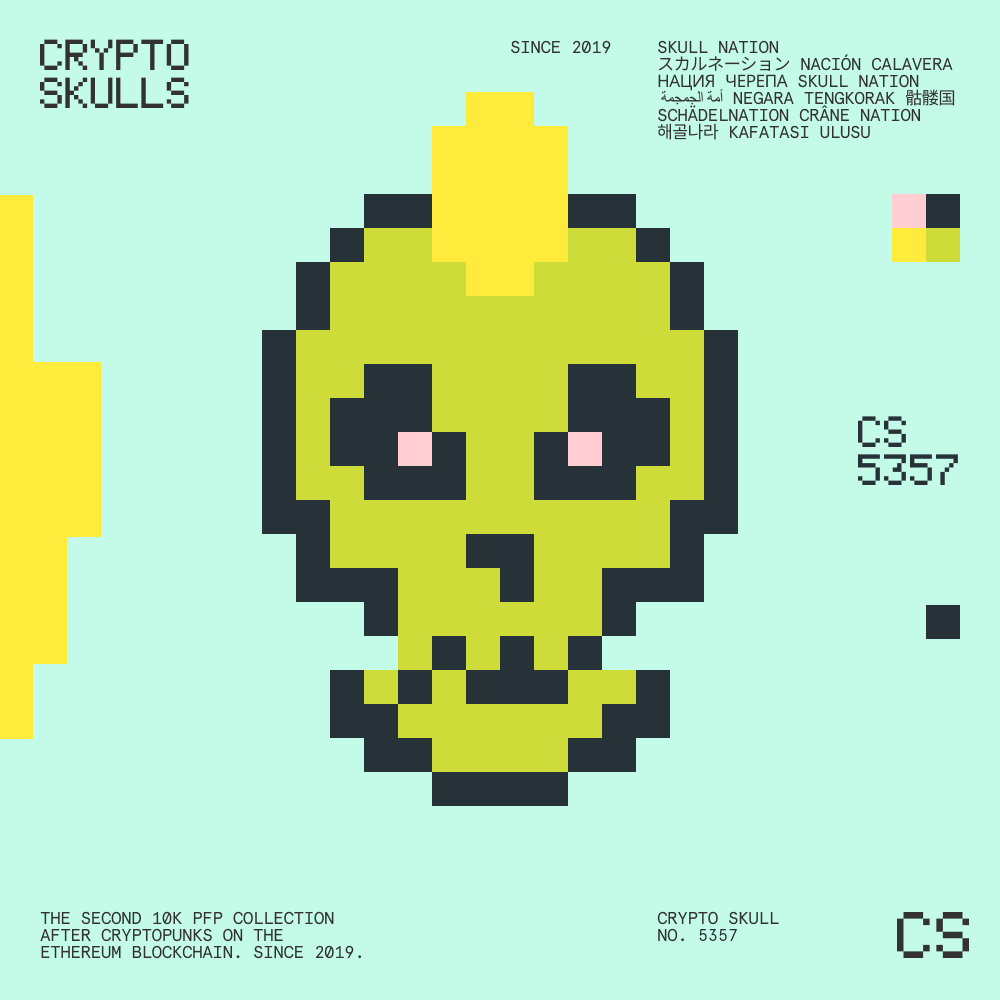 CRYPTO
SKULLS
SINCE 2019
SKULL NATION
スカルネーション NACIÓN CALAVERA
НАЦИЯ ЧЕРЕПА SKULL NATION
أمة الجمجمة NEGARA TENGKORAK 骷髅国
SCHÄDELNATION CRÂNE NATION
해골나라 KAFATASI ULUSU
CS
5357
THE SECOND 10K PFP COLLECTION
AFTER CRYPTOPUNKS ON THE
ETHEREUM BLOCKCHAIN. SINCE 2019.
CRYPTO SKULL
NO. 5357
CS